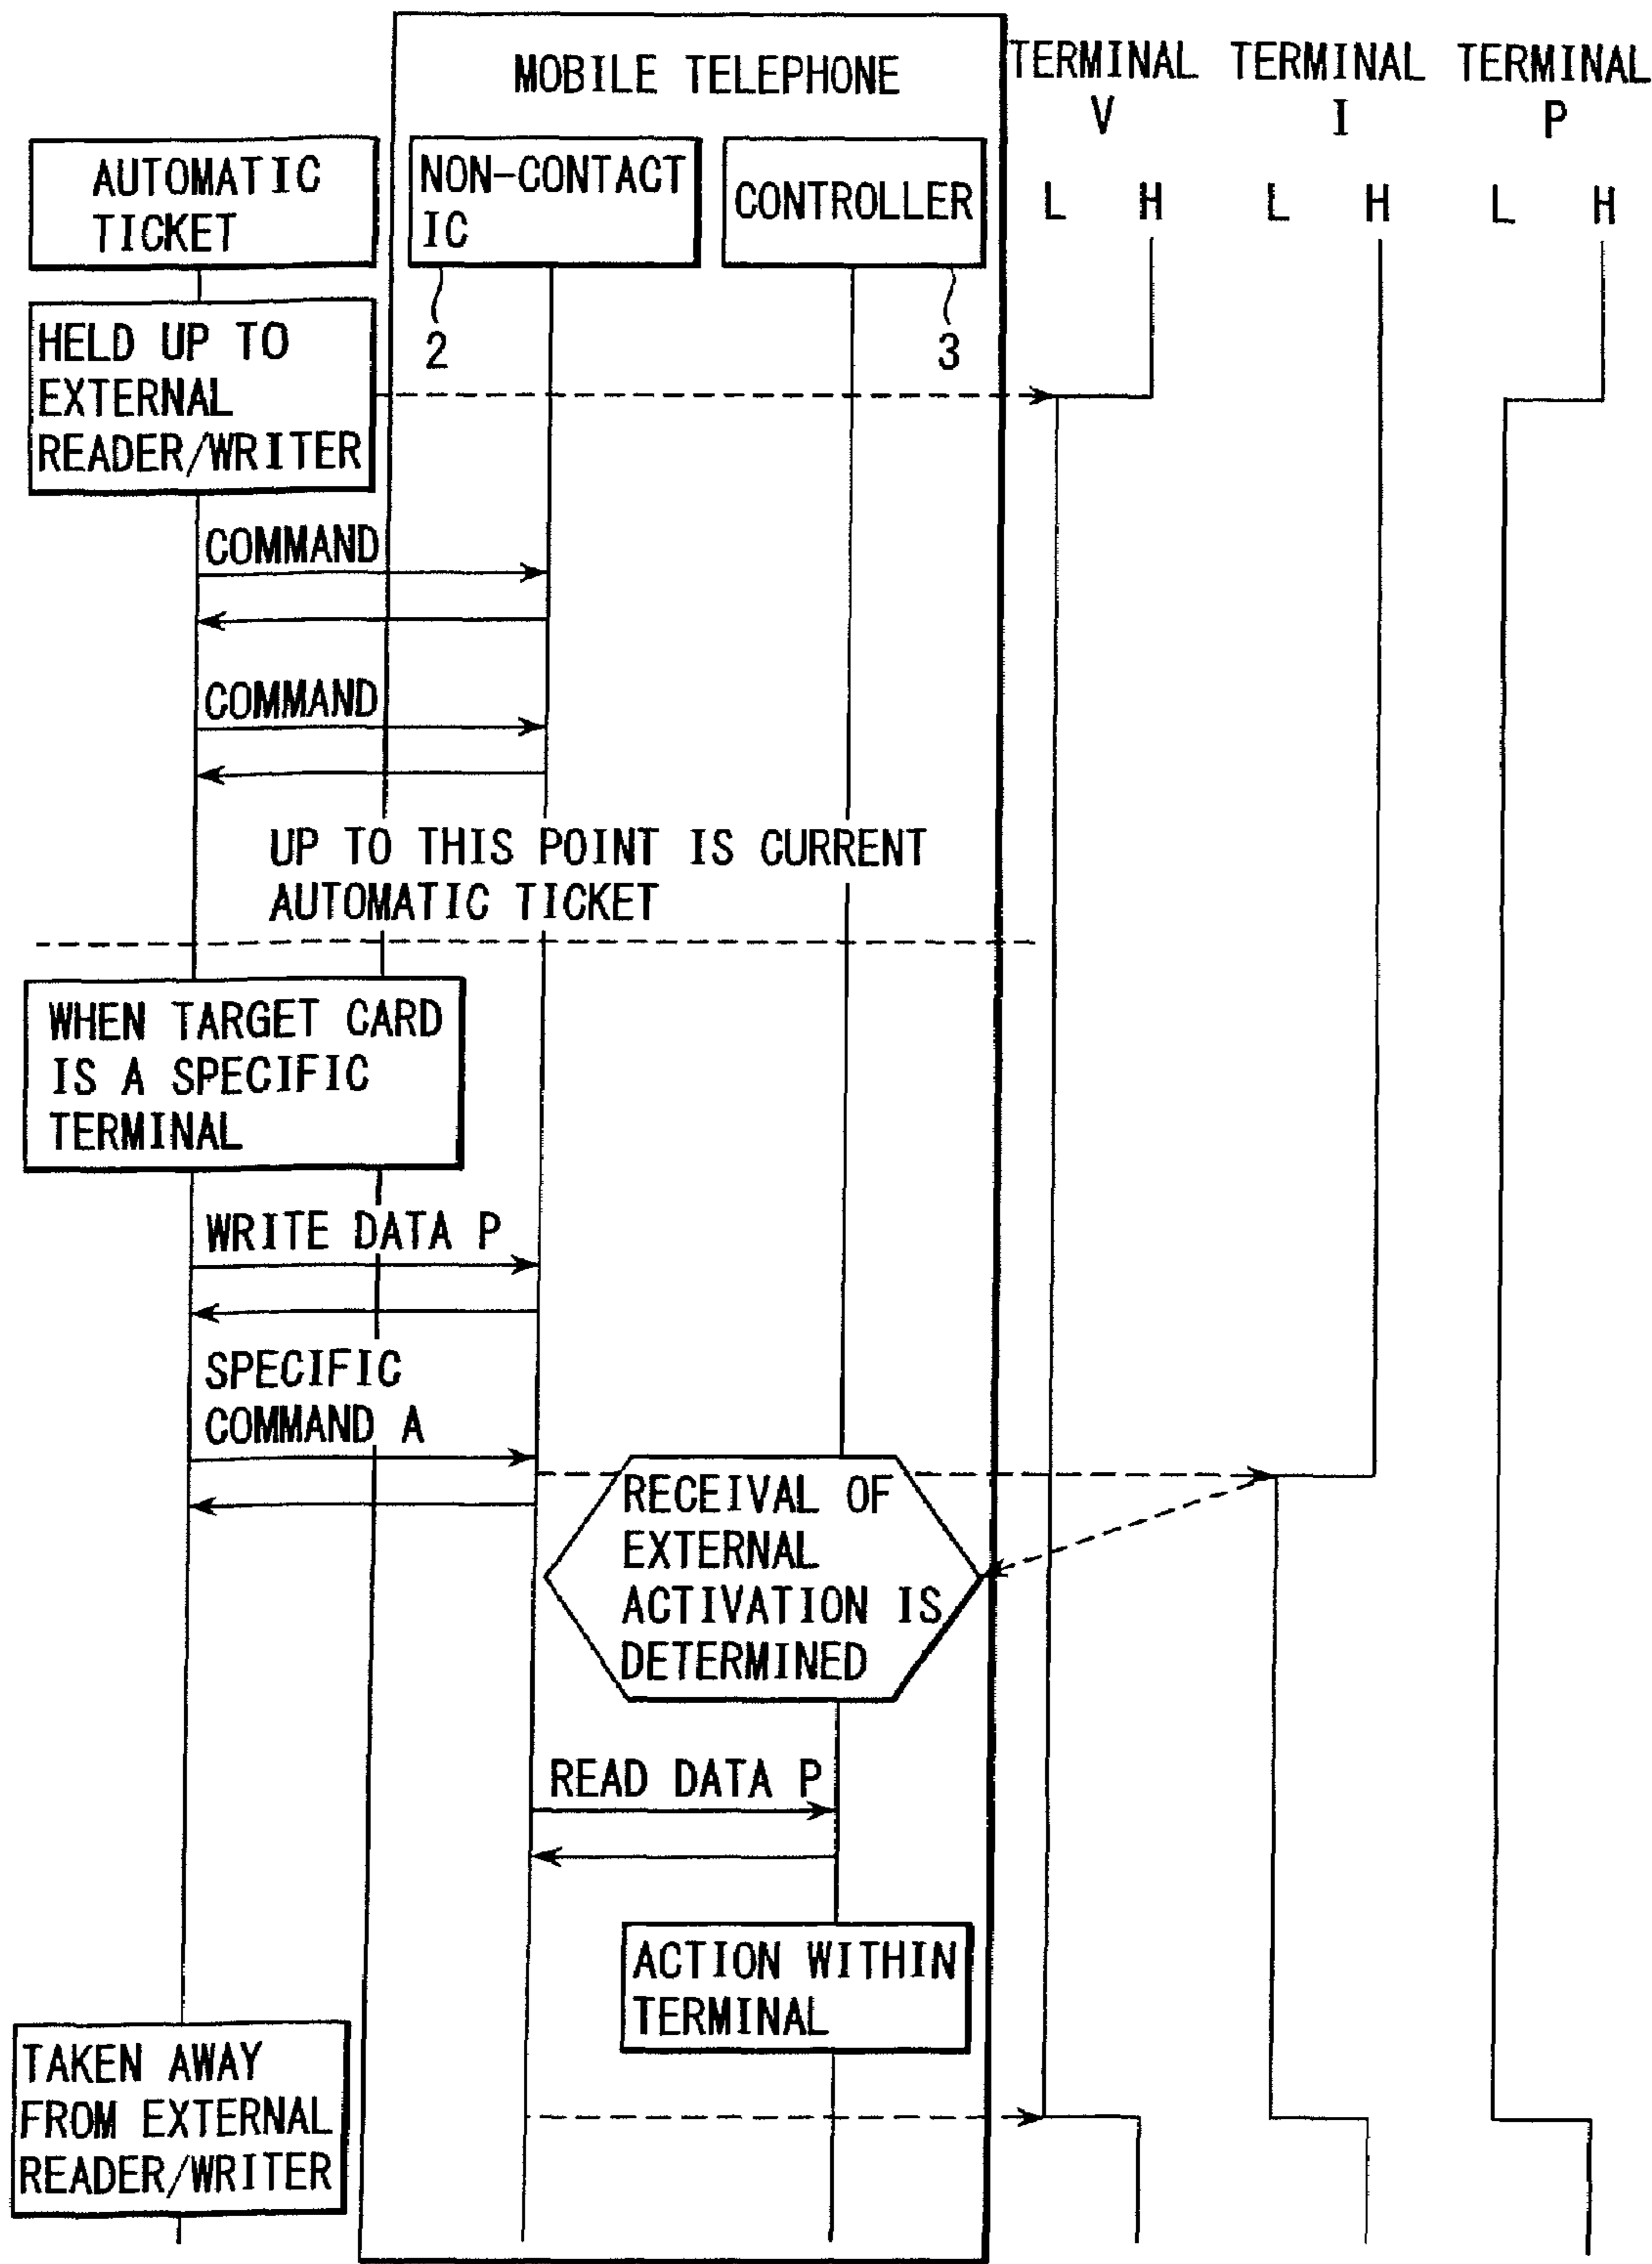 MOBILE TELEPHONE
TERMINAL V
TERMINAL I
TERMINAL P
AUTOMATIC
TICKET
NON-CONTACT
IC
CONTROLLER
L H L H L H
2
3
HELD UP TO
EXTERNAL
READER/WRITER
COMMAND
COMMAND
UP TO THIS POINT IS CURRENT
AUTOMATIC TICKET
WHEN TARGET CARD
IS A SPECIFIC
TERMINAL
WRITE DATA P
SPECIFIC
COMMAND A
RECEIVAL OF
EXTERNAL
ACTIVATION IS
DETERMINED
READ DATA P
ACTION WITHIN
TERMINAL
TAKEN AWAY
FROM EXTERNAL
READER/WRITER